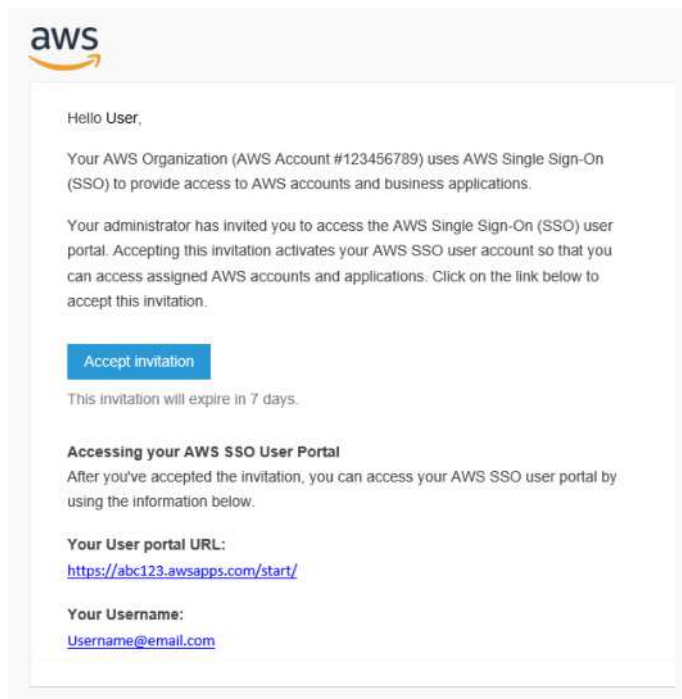 aws
Hello User,
Your AWS Organization (AWS Account #123456789) uses AWS Single Sign-On
(SSO) to provide access to AWS accounts and business applications.
Your administrator has invited you to access the AWS Single Sign-On (SSO) user
portal. Accepting this invitation activates your AWS SSO user account so that you
can access assigned AWS accounts and applications. Click on the link below to
accept this invitation.
Accept invitation
This invitation will expire in 7 days.
Accessing your AWS SSO User Portal
After you've accepted the invitation, you can access your AWS SSO user portal by
using the information below.
Your User portal URL:
https://abc123.awsapps.com/start/
Your Username:
Username@email.com